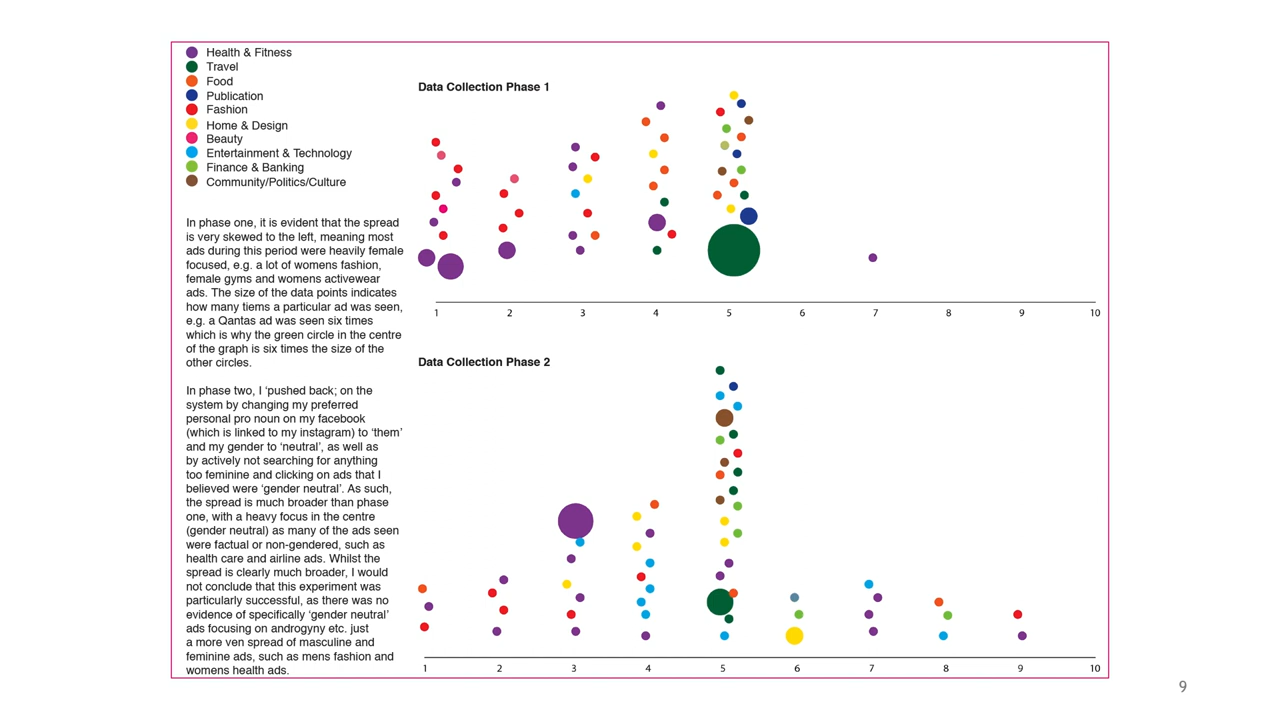 Health & Fitness
Travel
Food
Publication
Fashion
Home & Design
Beauty
Entertainment & Technology
Finance & Banking
Community/Politics/Culture
In phase one, it is evident that the spread
is very skewed to the left, meaning most
ads during this period were heavily female
focused, e.g. a lot of womens fashion,
female gyms and womens activewear
ads. The size of the data points indicates
how many tiems a particular ad was seen,
e.g. a Qantas ad was seen six times
which is why the green circle in the centre
of the graph is six times the size of the
other circles.
In phase two, I ‘pushed back; on the
system by changing my preferred
personal pro noun on my facebook
(which is linked to my instagram) to ‘them’
and my gender to ‘neutral’, as well as
by actively not searching for anything
too feminine and clicking on ads that I
believed were ‘gender neutral’. As such,
the spread is much broader than phase
one, with a heavy focus in the centre
(gender neutral) as many of the ads seen
were factual or non-gendered, such as
health care and airline ads. Whilst the
spread is clearly much broader, I would
not conclude that this experiment was
particularly successful, as there was no
evidence of specifically ‘gender neutral’
ads focusing on androgyny etc. just
a more ven spread of masculine and
feminine ads, such as mens fashion and
womens health ads.
Data Collection Phase 1
1 2 3 4 5 6 7 8 9 10
Data Collection Phase 2
1 2 3 4 5 6 7 8 9 10
9